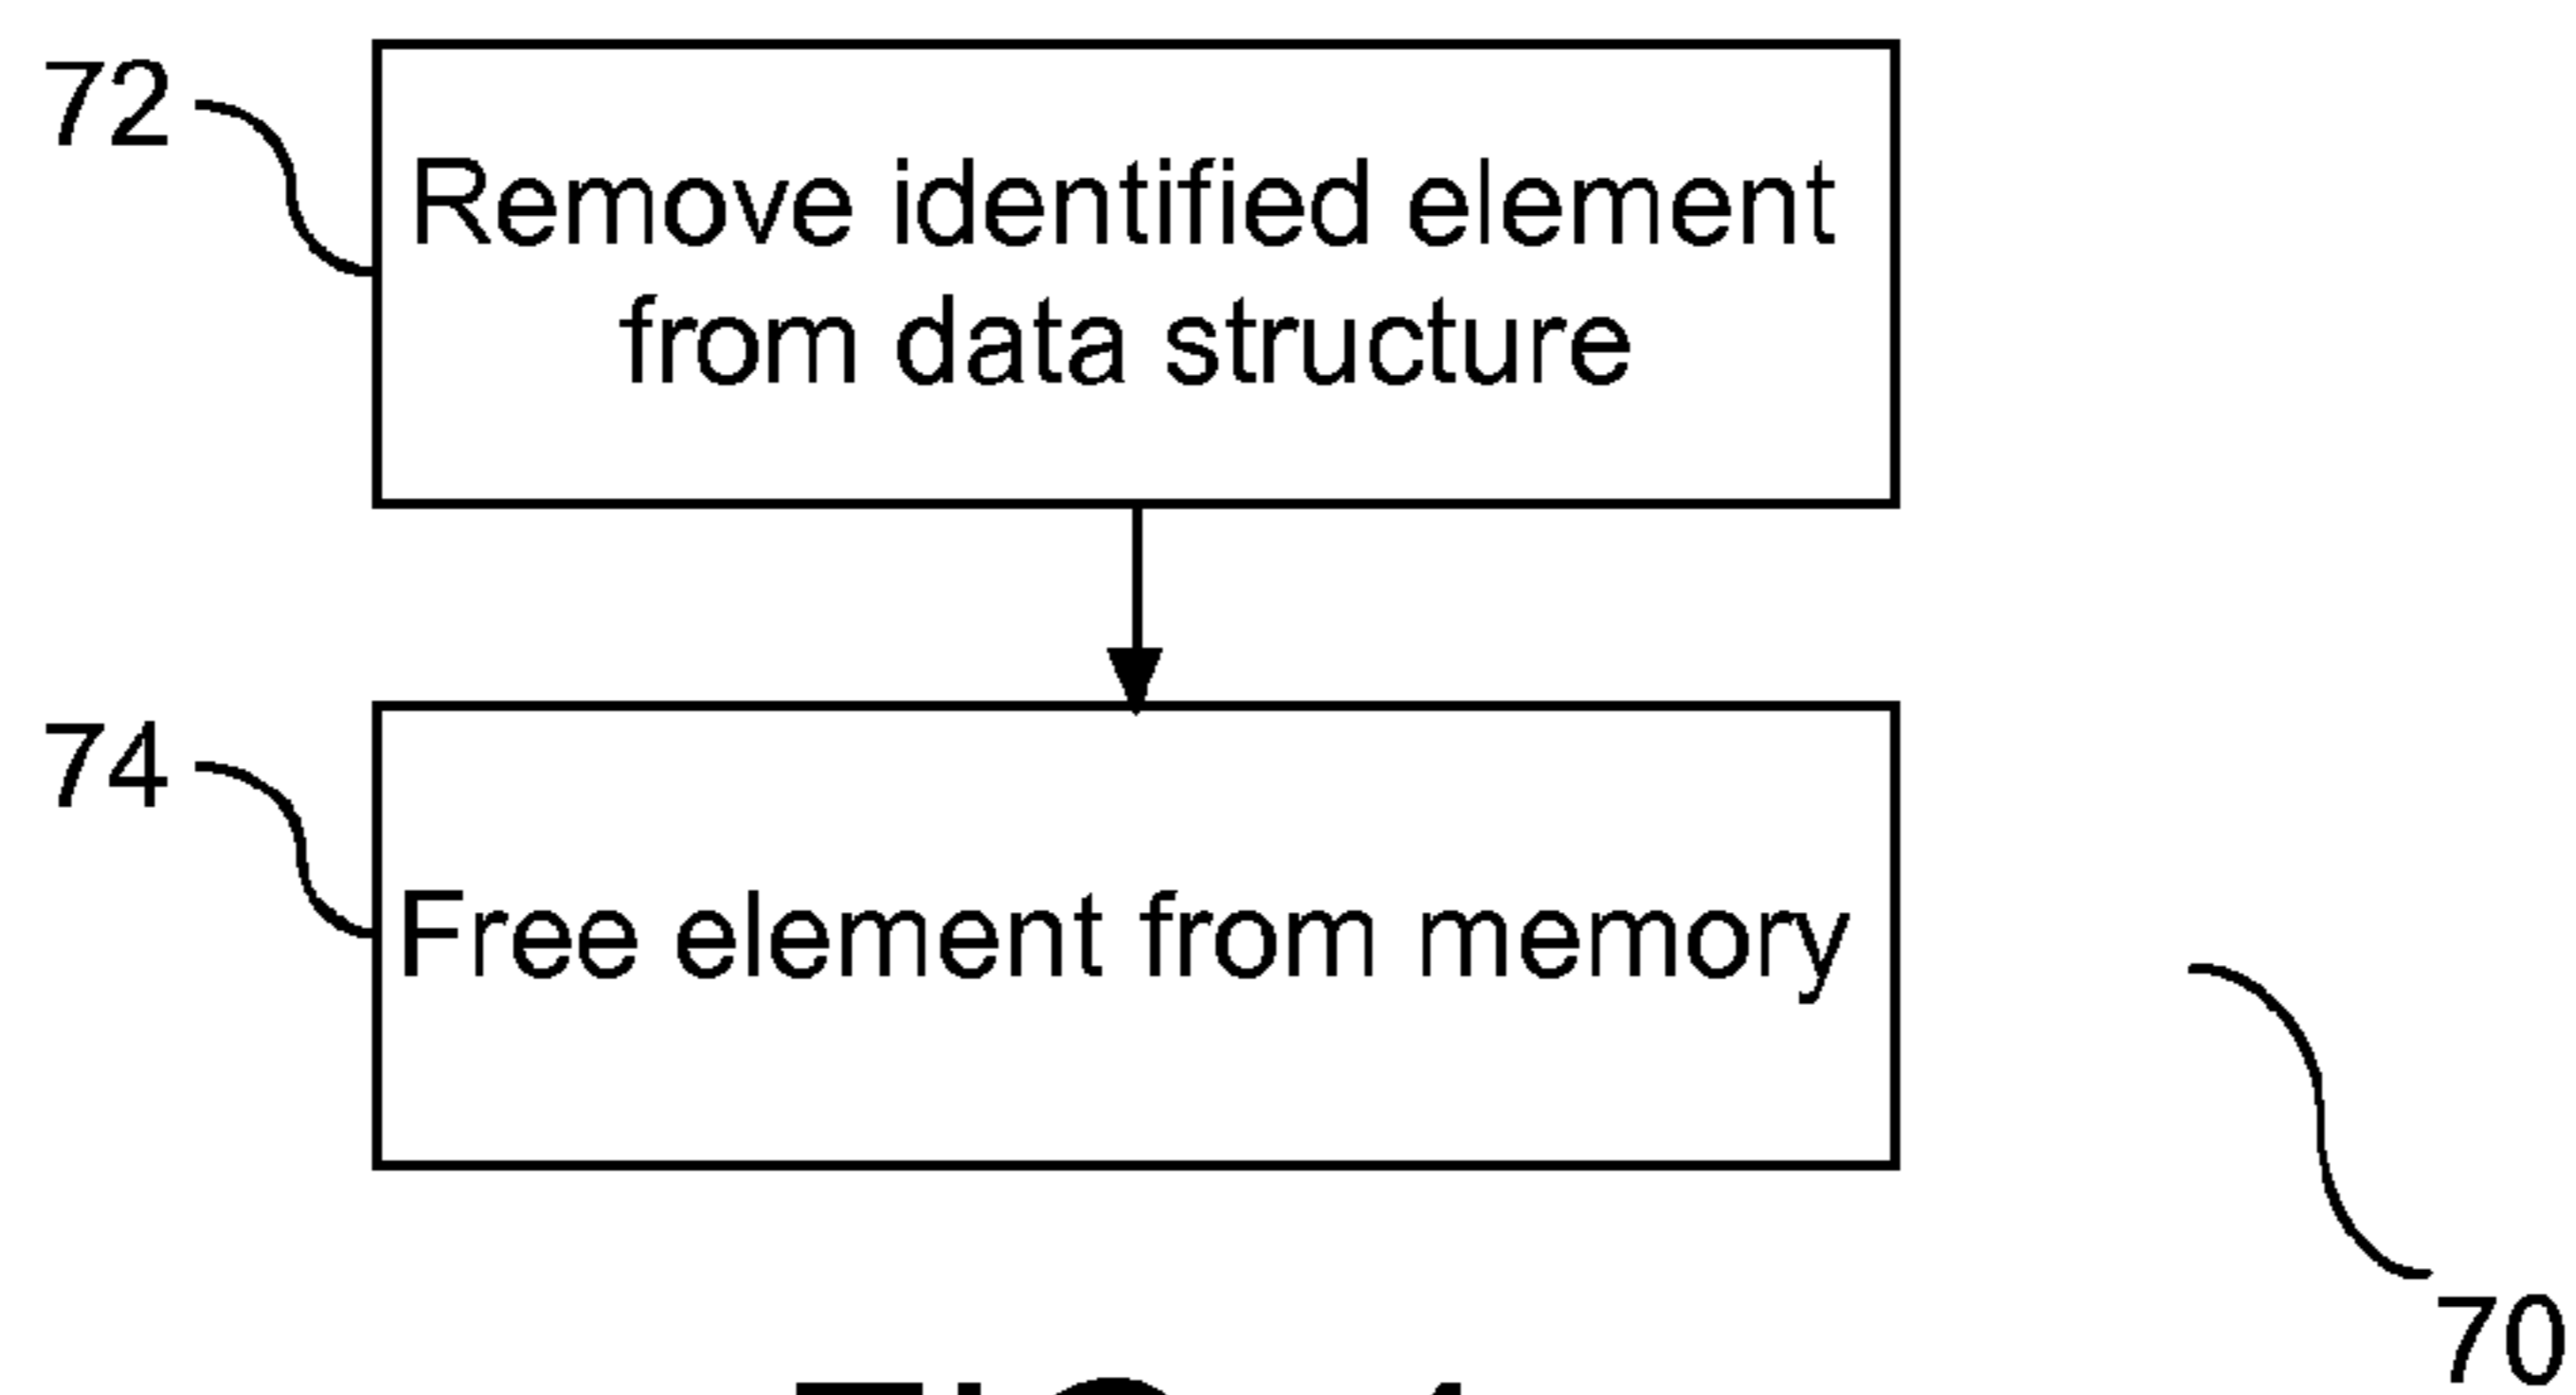 72
Remove identified element
from data structure
74
Free element from memory
70